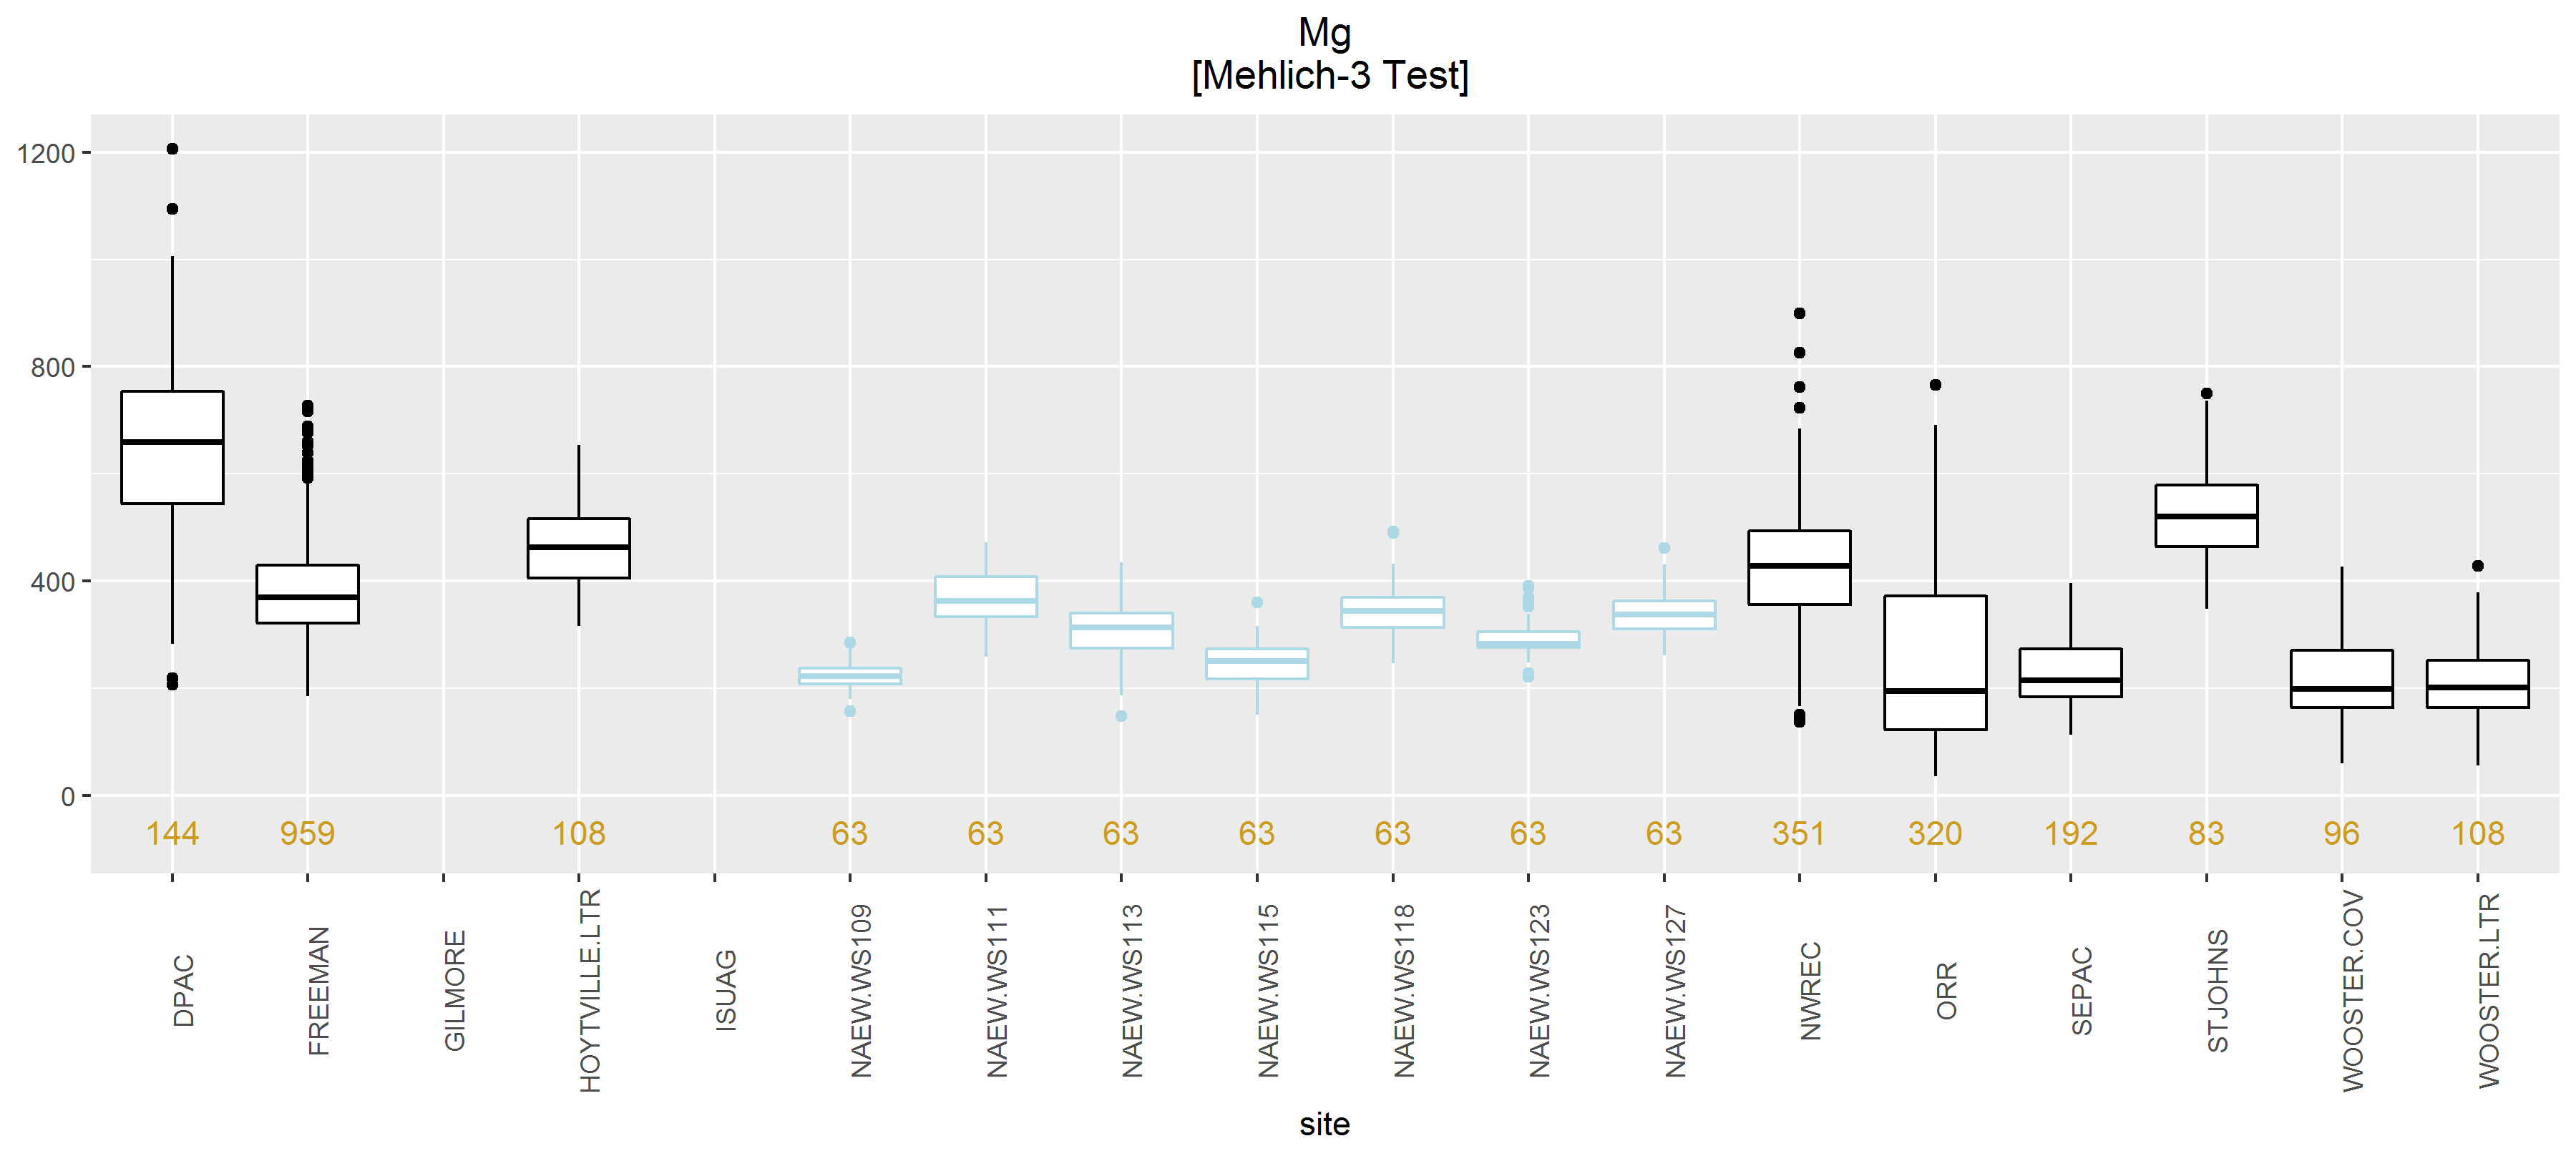 Mg
[Mehlich-3 Test]
1200
800
400
0
144 959 108 63 63 63 63 63 63 63 351 320 192 83 96 108
DPAC FREEMAN GILMORE HOYTVILLE.LTR ISUAG NAEW.WS109 NAEW.WS111 NAEW.WS113 NAEW.WS115 NAEW.WS118 NAEW.WS123 NAEW.WS127 NWREC ORR SEPAC STJOHNS WOOSTER.COV WOOSTER.LTR
site